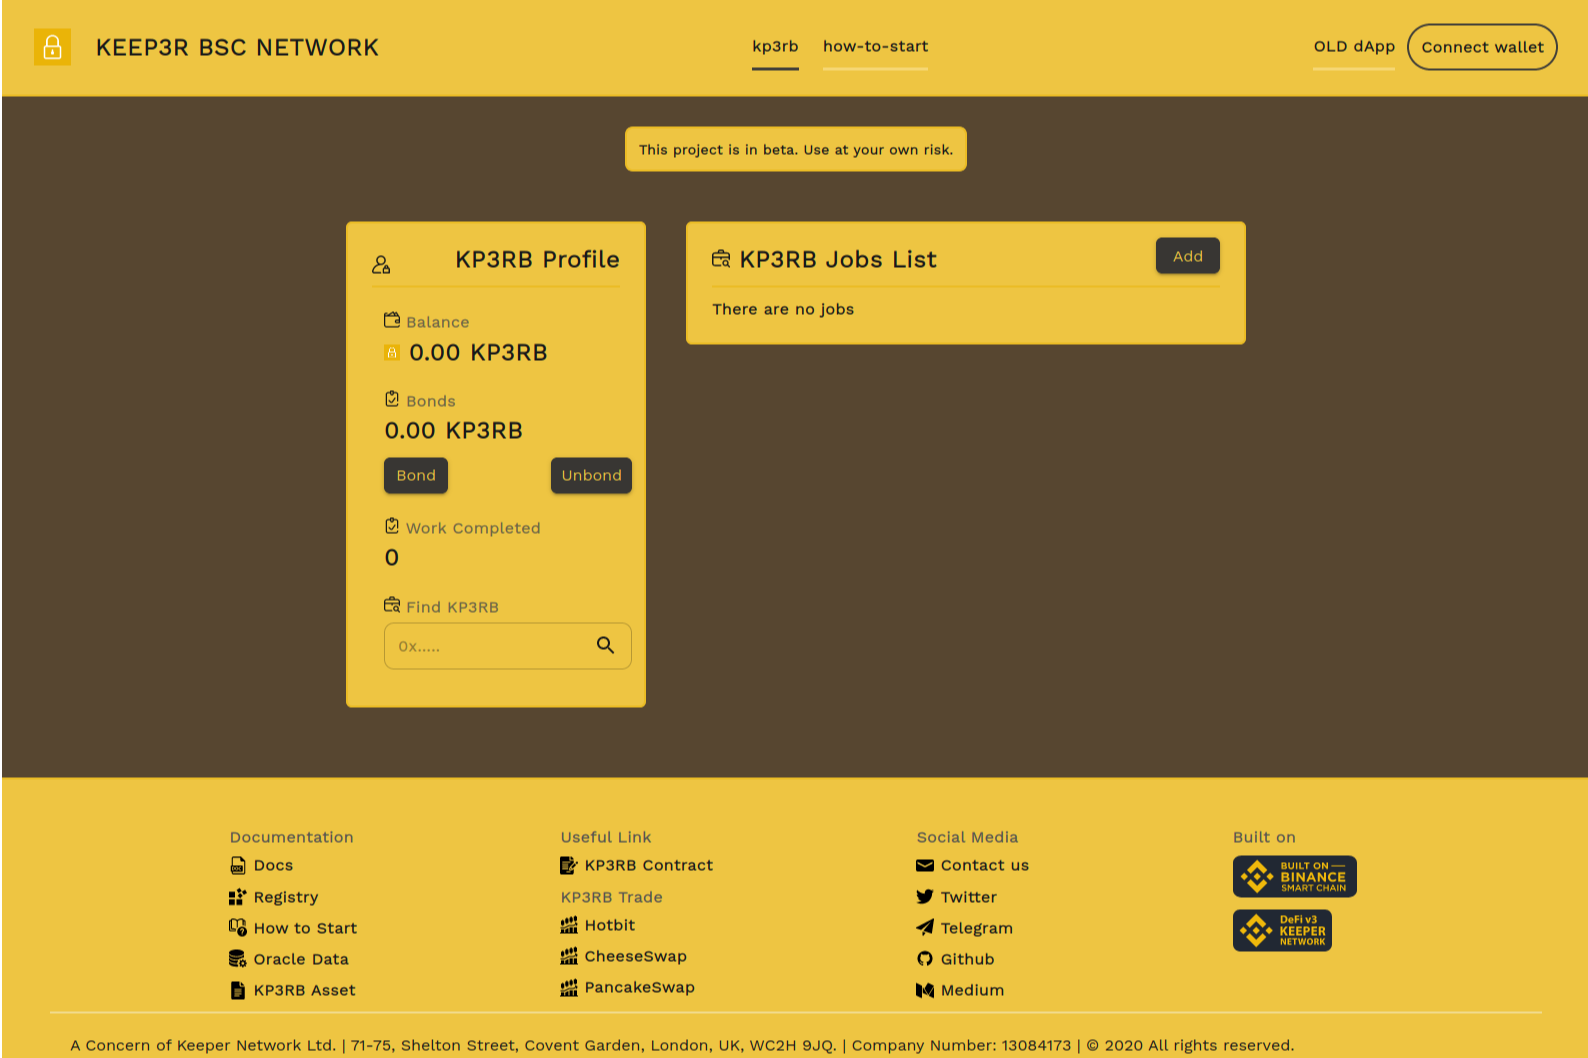 KEEP3R BSC NETWORK
kp3rb
how-to-start
OLD dApp
Connect wallet
This project is in beta. Use at your own risk.
KP3RB Profile
Balance
0.00 KP3RB
Bonds
0.00 KP3RB
Bond
Unbond
Work Completed
0
Find KP3RB
0x.....
KP3RB Jobs List
Add
There are no jobs
Documentation
Docs
Registry
How to Start
Oracle Data
KP3RB Asset
Useful Link
KP3RB Contract
KP3RB Trade
Hotbit
CheeseSwap
PancakeSwap
Social Media
Contact us
Twitter
Telegram
Github
Medium
Built on
BUILT ON
BINANCE
SMART CHAIN
DeFi v3
KEEPER
NETWORK
A Concern of Keeper Network Ltd. | 71-75, Shelton Street, Covent Garden, London, UK, WC2H 9JQ. | Company Number: 13084173 | © 2020 All rights reserved.